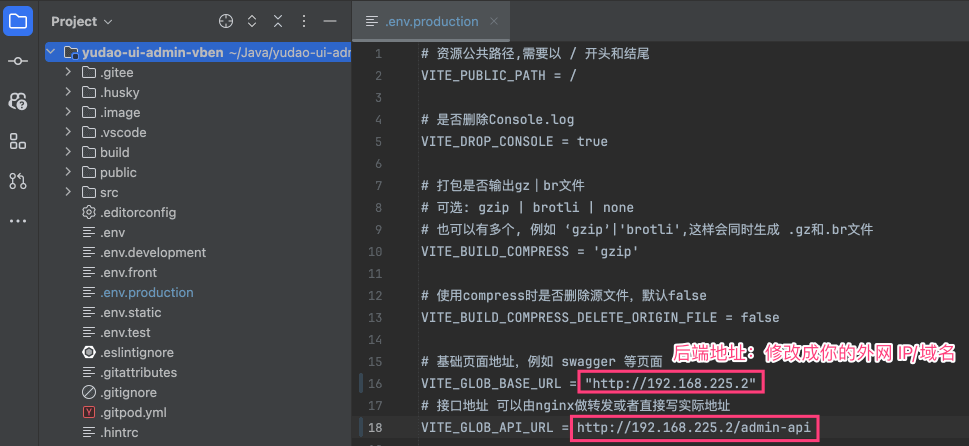 Project
.env.production
yudao-ui-admin-vben ~/Java/yudao-ui-adr
.gitee
.husky
.image
.vscode
build
public
src
.editorconfig
.env
.env.development
.env.front
.env.production
.env.static
.env.test
.eslintignore
.gitattributes
.gitignore
.gitpod.yml
.hintrc
1 # 资源公共路径,需要以 / 开头和结尾
2 VITE_PUBLIC_PATH = /
3
4 # 是否删除Console.log
5 VITE_DROP_CONSOLE = true
6
7 # 打包是否输出gz|br文件
8 # 可选: gzip | brotli | none
9 # 也可以有多个, 例如 ‘gzip’|'brotli',这样会同时生成 .gz和.br文件
10 VITE_BUILD_COMPRESS = 'gzip'
11
12 # 使用compress时是否删除源文件, 默认false
13 VITE_BUILD_COMPRESS_DELETE_ORIGIN_FILE = false
14
后端地址：修改成你的外网 IP/域名
15 # 基础页面地址, 例如 swagger 等页面
16 VITE_GLOB_BASE_URL = "http://192.168.225.2"
17 # 接口地址 可以由nginx做转发或者直接写实际地址
18 VITE_GLOB_API_URL = http://192.168.225.2/admin-api